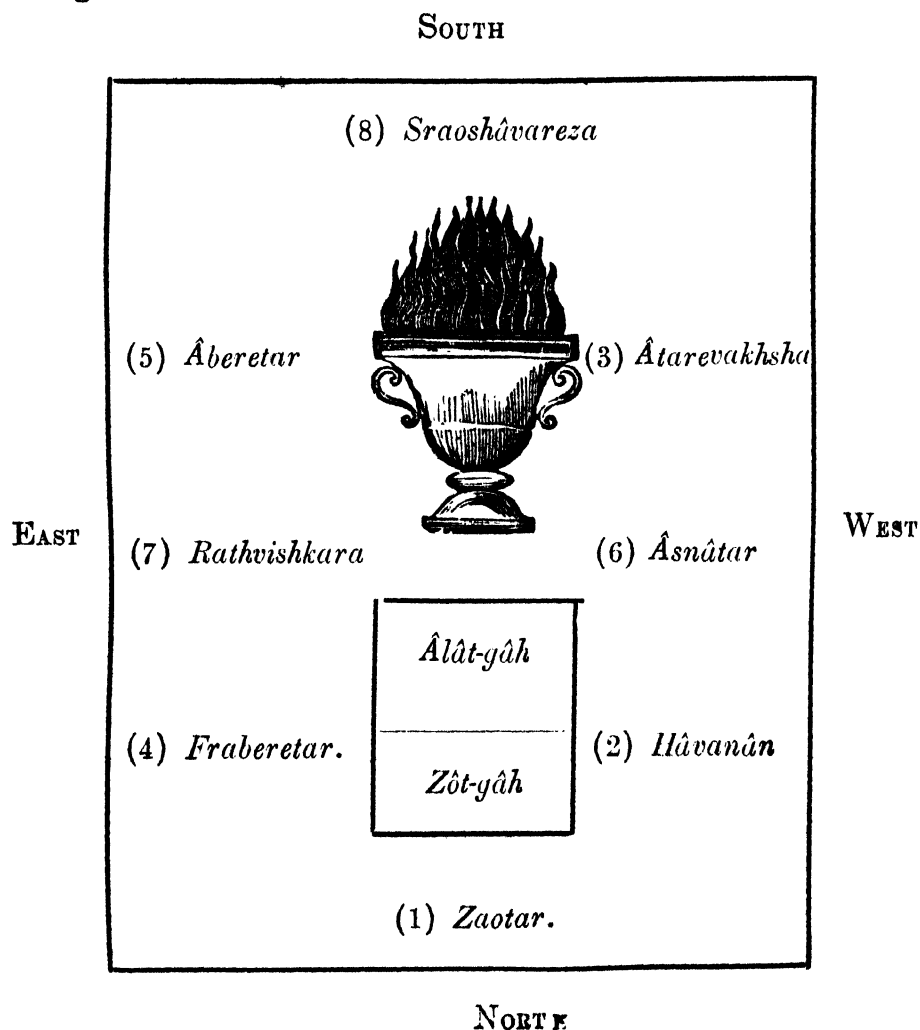 SOUTH
(8) Sraoshâvareza
(5) Âberetar
(3) Âtarevakhsha
EAST
WEST
(7) Rathvishkara
(6) Âsnâtar
Âlât-gâh
(4) Fraberetar.
(2) Hâvanân
Zôt-gâh
(1) Zaotar.
NORTH